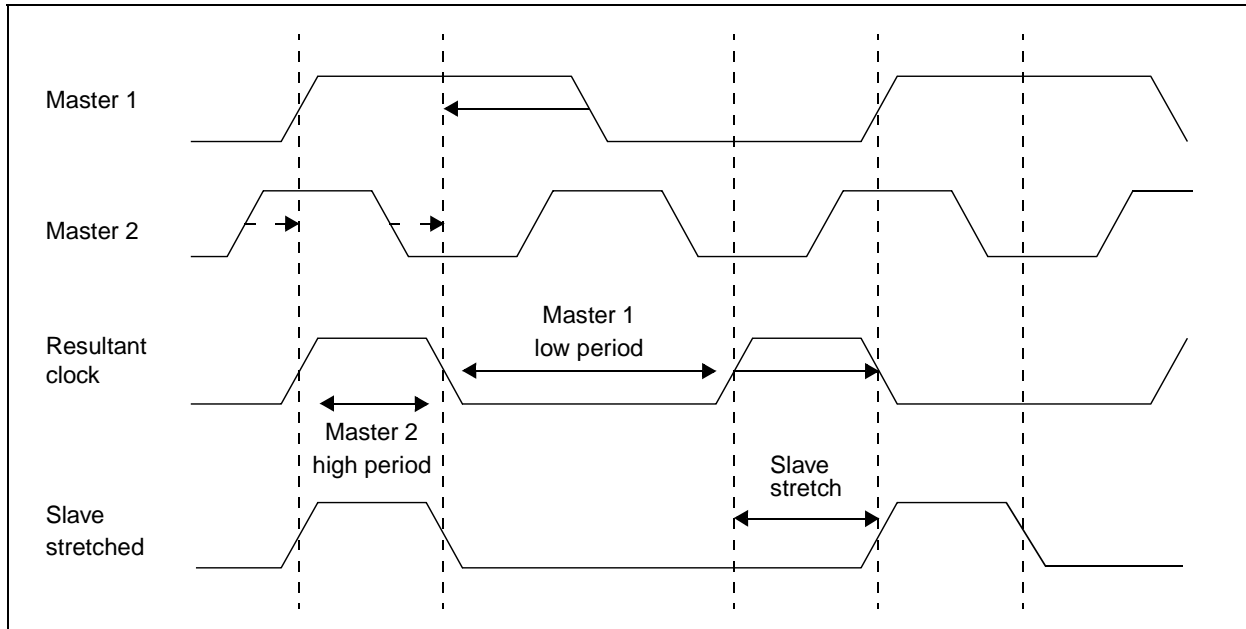 Master 1
Master 2
Resultant
clock
Master 1
low period
Master 2
high period
Slave
stretch
Slave
stretched